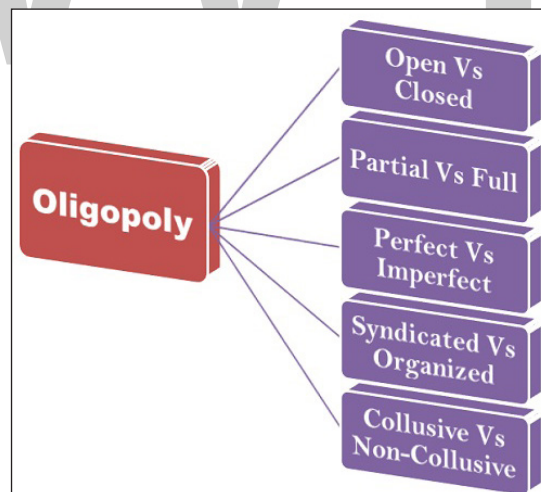 Oligopoly
Open Vs
Closed
Partial Vs Full
Perfect Vs
Imperfect
Syndicated Vs
Organized
Collusive Vs
Non-Collusive